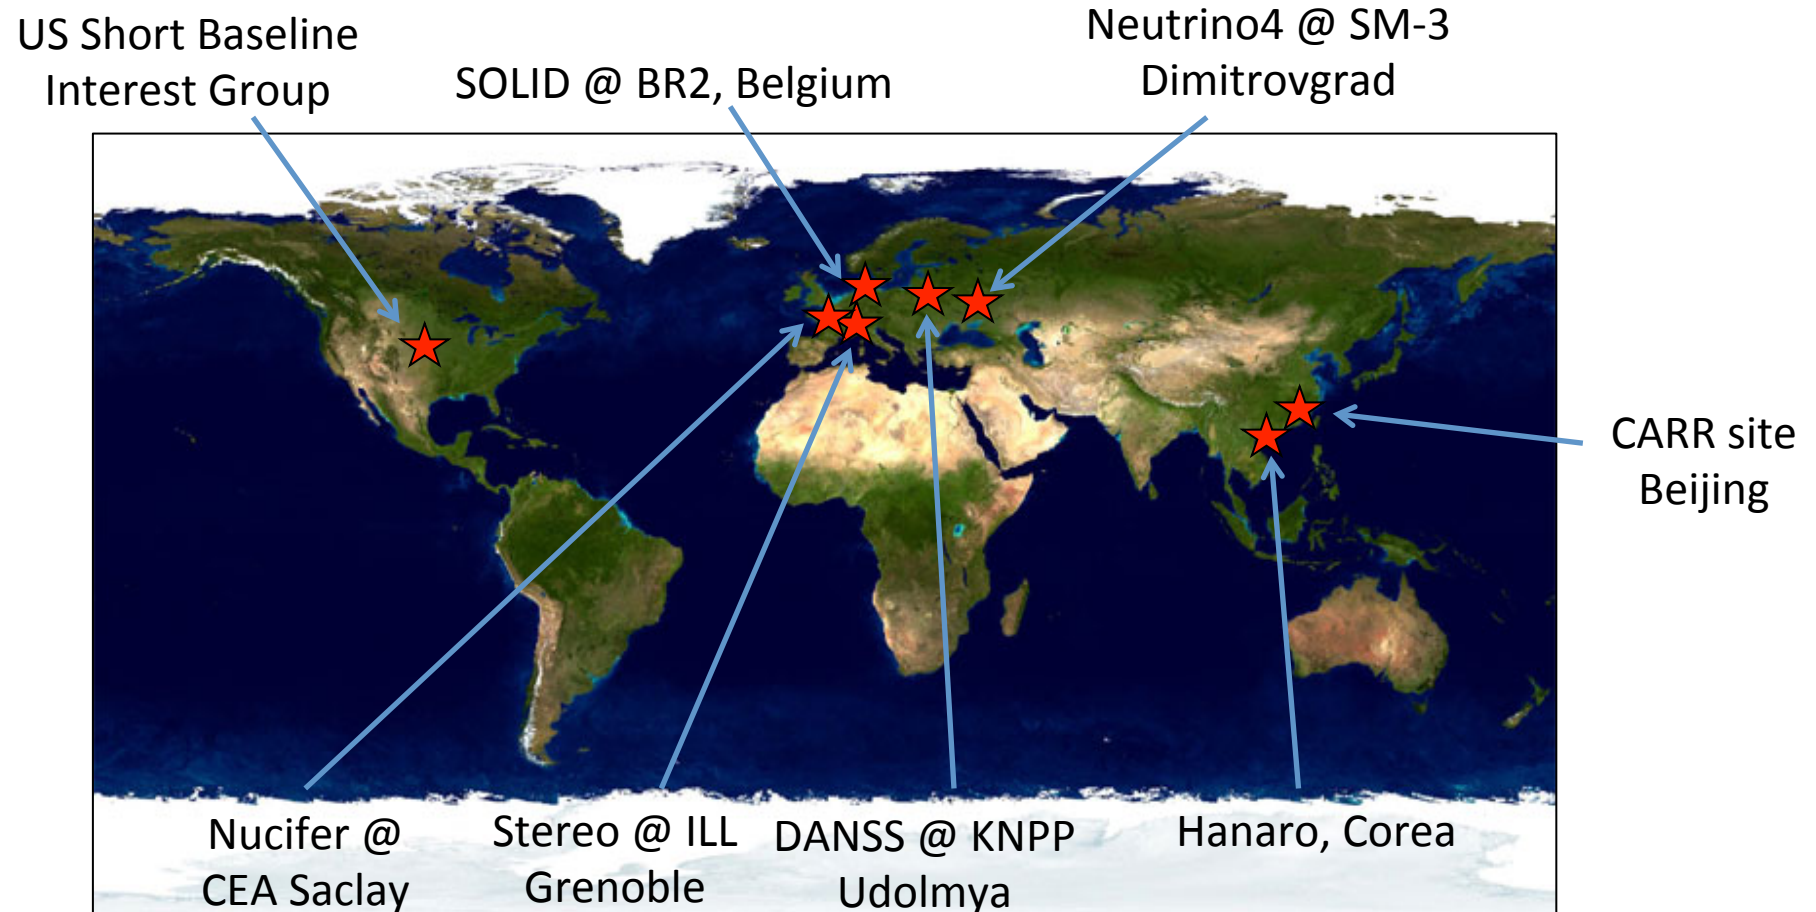 US Short Baseline
Interest Group
SOLID @ BR2, Belgium
Neutrino4 @ SM-3
Dimitrovgrad
CARR site
Beijing
Nucifer @
CEA Saclay
Stereo @ ILL
Grenoble
DANSS @ KNPP
Udolmya
Hanaro, Corea